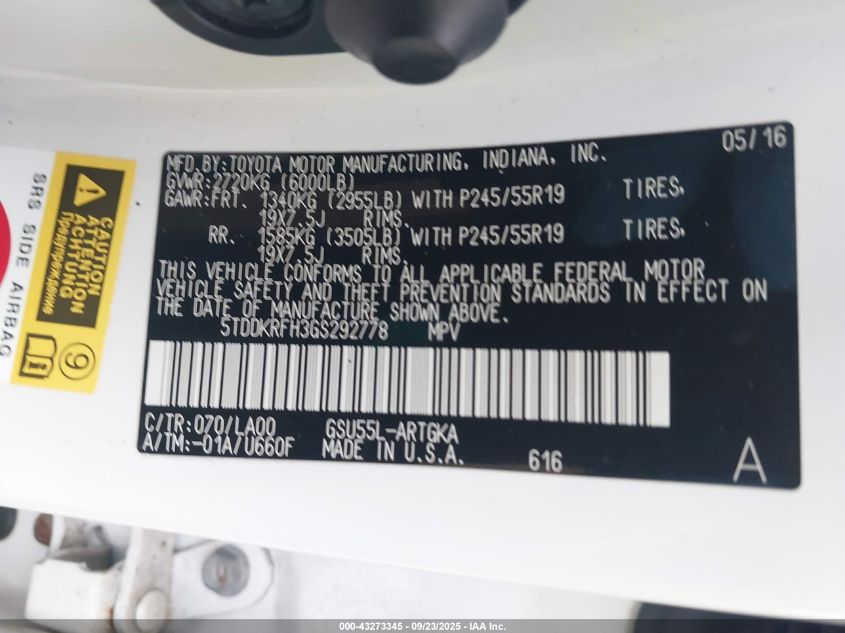 MFD.BY:TOYOTA MOTOR MANUFACTURING, INDIANA, INC. 05/16
GVWR:2720KG (6000LB)
GAWR:FRT. 1340KG (2955LB) WITH P245/55R19 TIRES,
19X7.5J RIMS.
RR. 1585KG (3505LB) WITH P245/55R19 TIRES,
19X7.5J RIMS.
THIS VEHICLE CONFORMS TO ALL APPLICABLE FEDERAL MOTOR
VEHICLE SAFETY AND THEFT PREVENTION STANDARDS IN EFFECT ON
THE DATE OF MANUFACTURE SHOWN ABOVE.
5TDDKRFH3GS292778 MPV
C/TR:070/LA00 GSU55L-ARTGKA
A/TM:-01A/U660F MADE IN U.S.A. 616 A
SRS SIDE AIRBAG
CAUTION
ATTENTION
ACHTUNG
Предупреждение
9
000-43273345 - 09/23/2025 - IAA Inc.